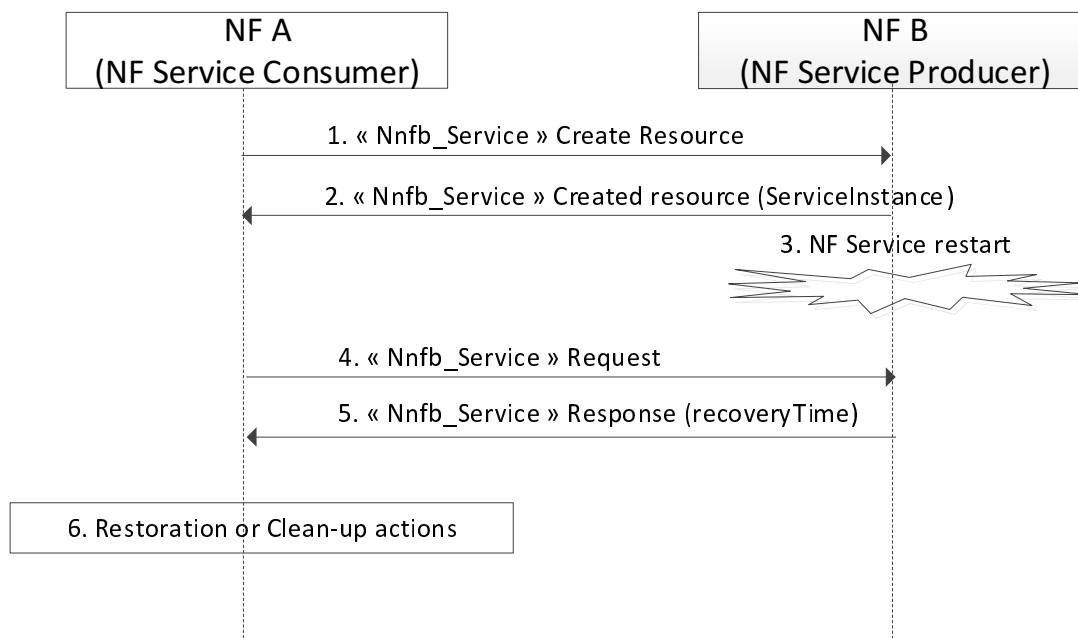 NF A
(NF Service Consumer)
NF B
(NF Service Producer)
1. « Nnfb_Service » Create Resource
2. « Nnfb_Service » Created resource (ServiceInstance)
3. NF Service restart
4. « Nnfb_Service » Request
5. « Nnfb_Service » Response (recoveryTime)
6. Restoration or Clean-up actions